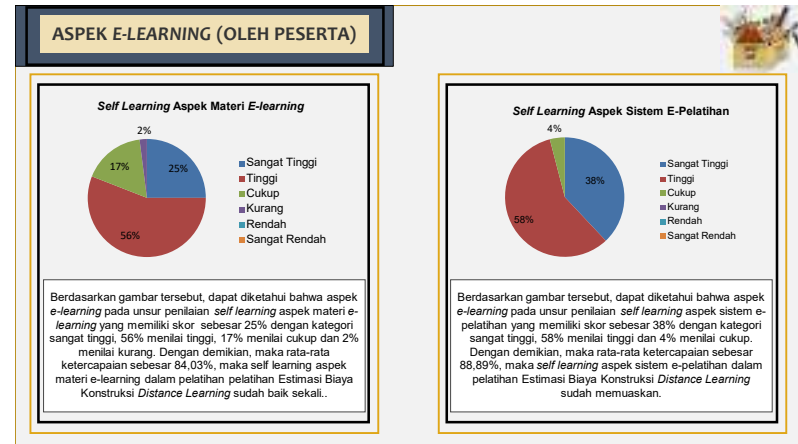 ASPEK E-LEARNING (OLEH PESERTA)
Self Learning Aspek Materi E-learning
2%
17%
25%
56%
Sangat Tinggi
Tinggi
Cukup
Kurang
Rendah
Sangat Rendah
Berdasarkan gambar tersebut, dapat diketahui bahwa aspek
e-learning pada unsur penilaian self learning aspek materi e-
learning yang memiliki skor sebesar 25% dengan kategori
sangat tinggi, 56% menilai tinggi, 17% menilai cukup dan 2%
menilai kurang. Dengan demikian, maka rata-rata
ketercapaian sebesar 84,03%, maka self learning aspek
materi e-learning dalam pelatihan pelatihan Estimasi Biaya
Konstruksi Distance Learning sudah baik sekali..
Self Learning Aspek Sistem E-Pelatihan
4%
38%
58%
Sangat Tinggi
Tinggi
Cukup
Kurang
Rendah
Sangat Rendah
Berdasarkan gambar tersebut, dapat diketahui bahwa aspek
e-learning pada unsur penilaian self learning aspek sistem e-
pelatihan yang memiliki skor sebesar 38% dengan kategori
sangat tinggi, 58% menilai tinggi dan 4% menilai cukup.
Dengan demikian, maka rata-rata ketercapaian sebesar
88,89%, maka self learning aspek sistem e-pelatihan dalam
pelatihan Estimasi Biaya Konstruksi Distance Learning
sudah memuaskan.